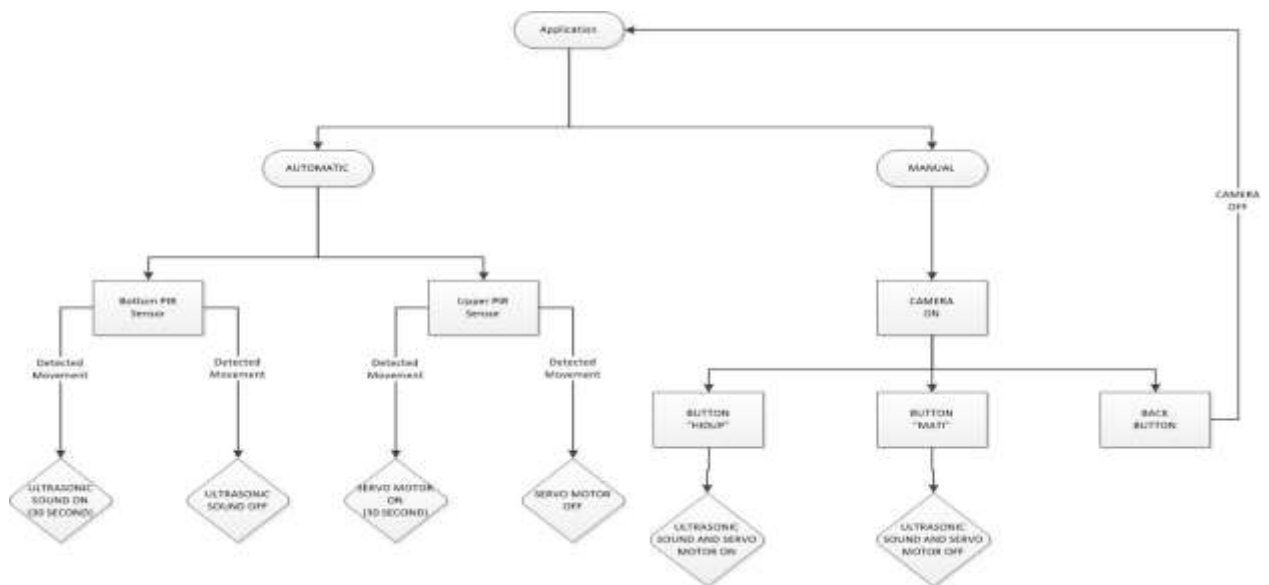 Application
AUTOMATIC
MANUAL
CAMERA
OFF
Bottom PIR
Sensor
Upper PIR
Sensor
CAMERA
ON
Detected
Movement
Detected
Movement
Detected
Movement
Detected
Movement
BUTTON
"HIDUP"
BUTTON
"MATI"
BACK
BUTTON
ULTRASONIC
SOUND ON
(30 SECOND)
ULTRASONIC
SOUND OFF
SERVO MOTOR
ON
(30 SECOND)
SERVO MOTOR
OFF
ULTRASONIC
SOUND AND SERVO
MOTOR ON
ULTRASONIC
SOUND AND SERVO
MOTOR OFF